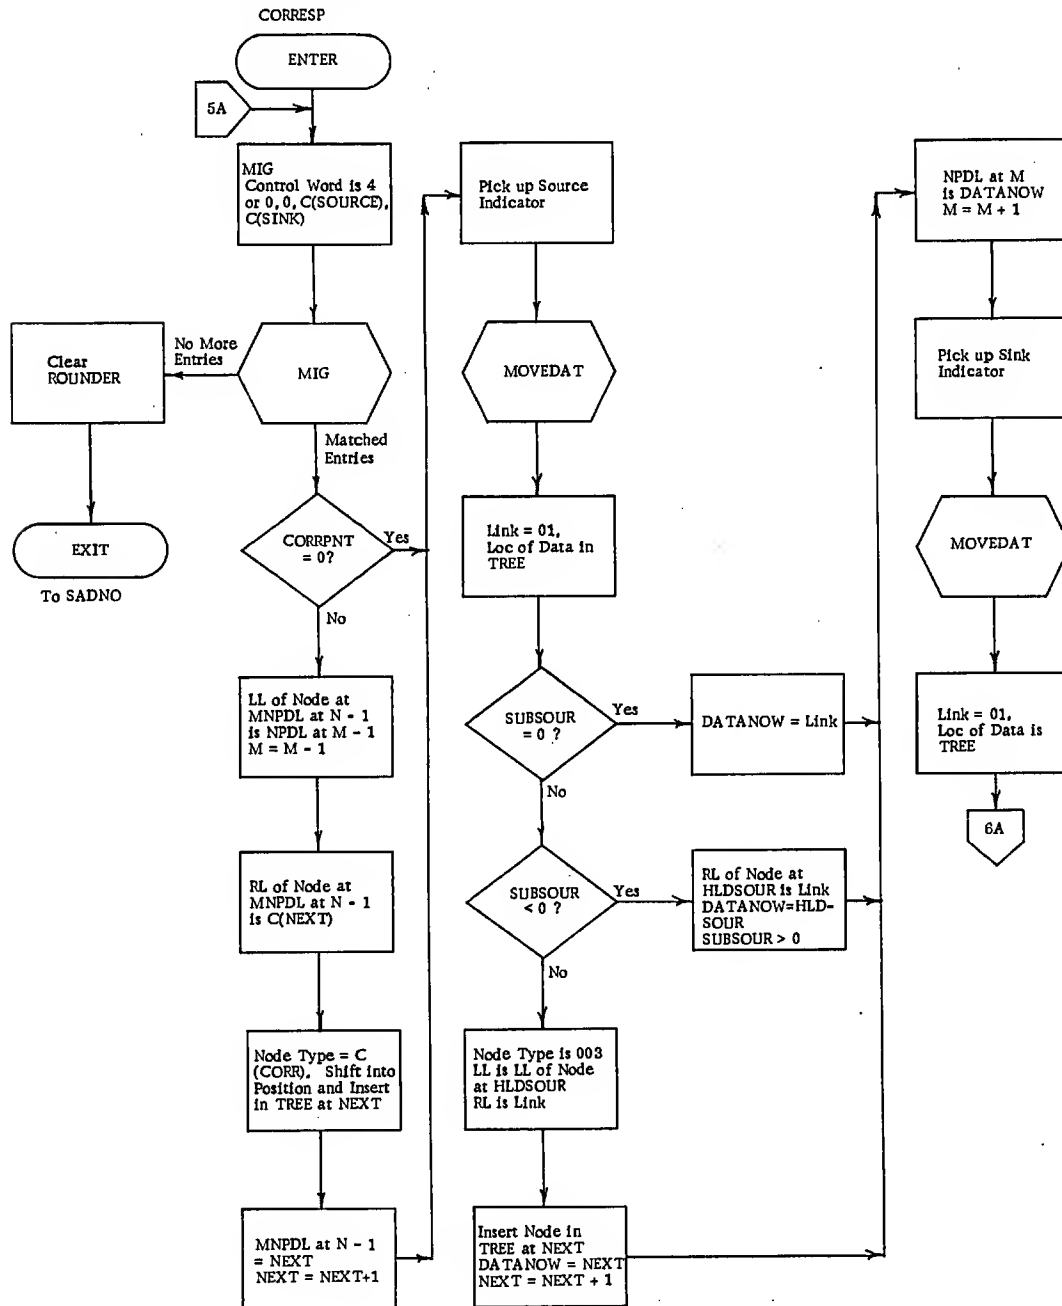 CORRESP
ENTER
5A
MIG
Control Word is 4
or 0, 0, C(SOURCE),
C(SINK)
No More
Entries
MIG
Clear
ROUNDER
Matched
Entries
EXIT
To SADNO
CORRPNT
= 0?
Yes
No
LL of Node at
MNPDL at N - 1
is NPDL at M - 1
M = M - 1
RL of Node at
MNPDL at N - 1
is C(NEXT)
Node Type = C
(CORR). Shift into
Position and Insert
in TREE at NEXT
MNPDL at N - 1
= NEXT
NEXT = NEXT+1
Pick up Source
Indicator
MOVEDAT
Link = 01,
Loc of Data in
TREE
SUBSOUR
= 0 ?
Yes
DATANOW = Link
No
SUBSOUR
< 0 ?
Yes
RL of Node at
HLDSOUR is Link
DATANOW=HLD-
SOUR
SUBSOUR > 0
No
Node Type is 003
LL is LL of Node
at HLDSOUR
RL is Link
Insert Node in
TREE at NEXT
DATANOW = NEXT
NEXT = NEXT + 1
NPDL at M
is DATANOW
M = M + 1
Pick up Sink
Indicator
MOVEDAT
Link = 01,
Loc of Data is
TREE
6A